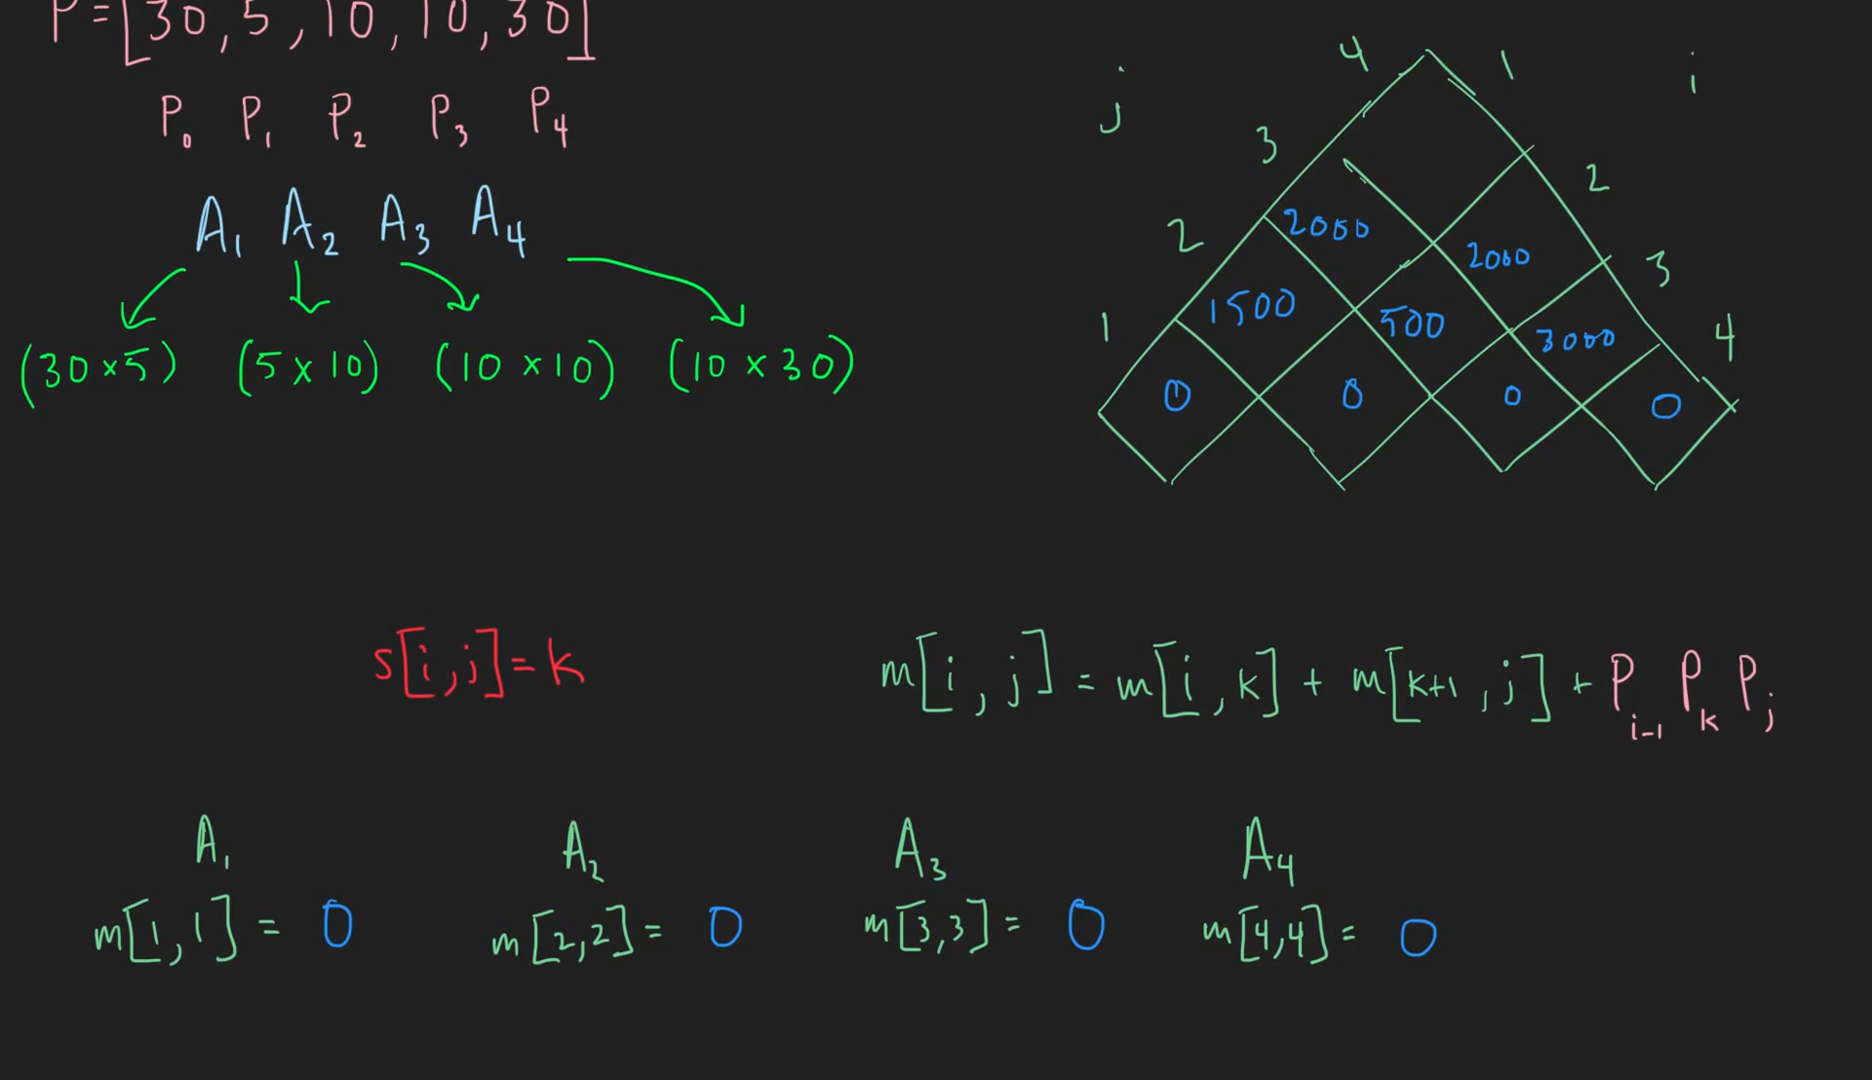 P=[30,5,10,10,30]
P₀ P₁ P₂ P₃ P₄
A₁ A₂ A₃ A₄
(30×5) (5×10) (10×10) (10×30)
j 4 1 i
3 2
2 2000 2000 3
1 1500 500 3000 4
0 0 0 0
s[i,j]=k
m[i,j] = m[i,k] + m[k+1,j] + Pᵢ₋₁ Pₖ Pⱼ
A₁ A₂ A₃ A₄
m[1,1] = 0 m[2,2] = 0 m[3,3] = 0 m[4,4] = 0